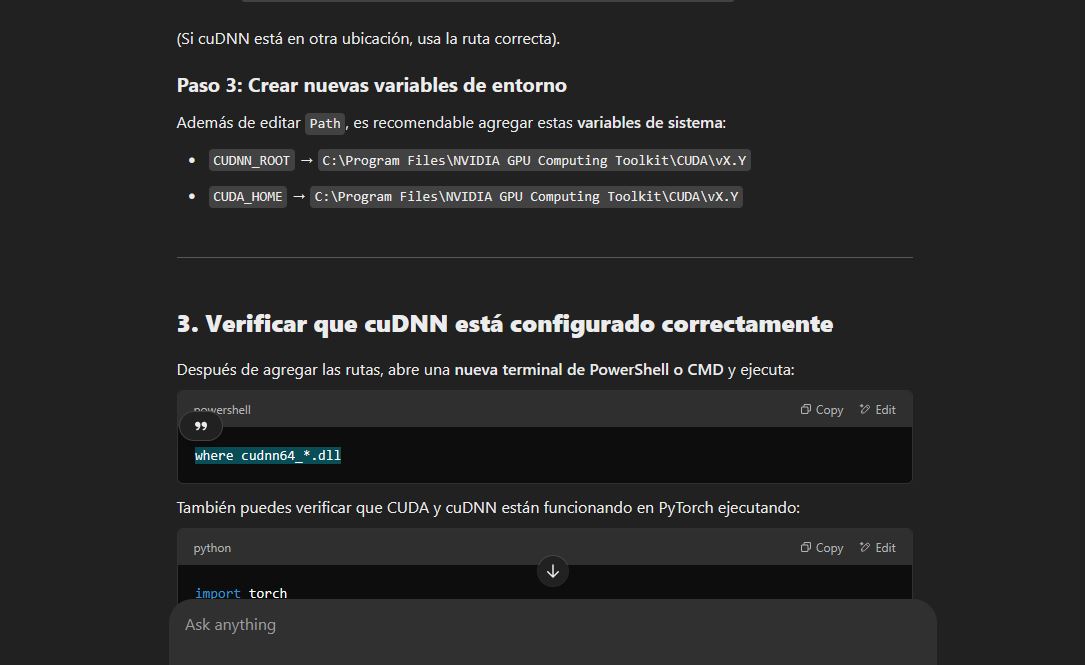 (Si cuDNN está en otra ubicación, usa la ruta correcta).
Paso 3: Crear nuevas variables de entorno
Además de editar Path, es recomendable agregar estas variables de sistema:
• CUDNN_ROOT → C:\Program Files\NVIDIA GPU Computing Toolkit\CUDA\vX.Y
• CUDA_HOME → C:\Program Files\NVIDIA GPU Computing Toolkit\CUDA\vX.Y
3. Verificar que cuDNN está configurado correctamente
Después de agregar las rutas, abre una nueva terminal de PowerShell o CMD y ejecuta:
powershell Copy Edit
where cudnn64_*.dll
También puedes verificar que CUDA y cuDNN están funcionando en PyTorch ejecutando:
python Copy Edit
import torch
Ask anything